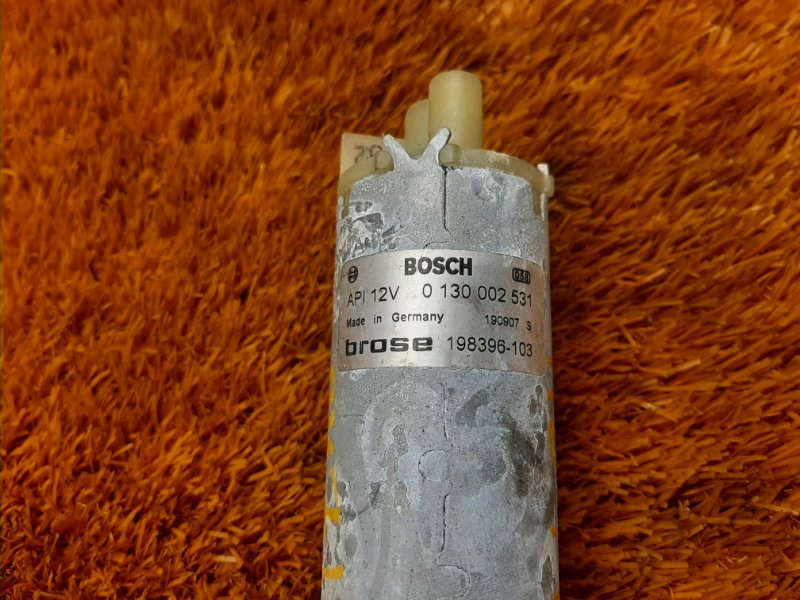 BOSCH
API 12V 0 130 002 531
Made in Germany 190907 S
brose 198396-103